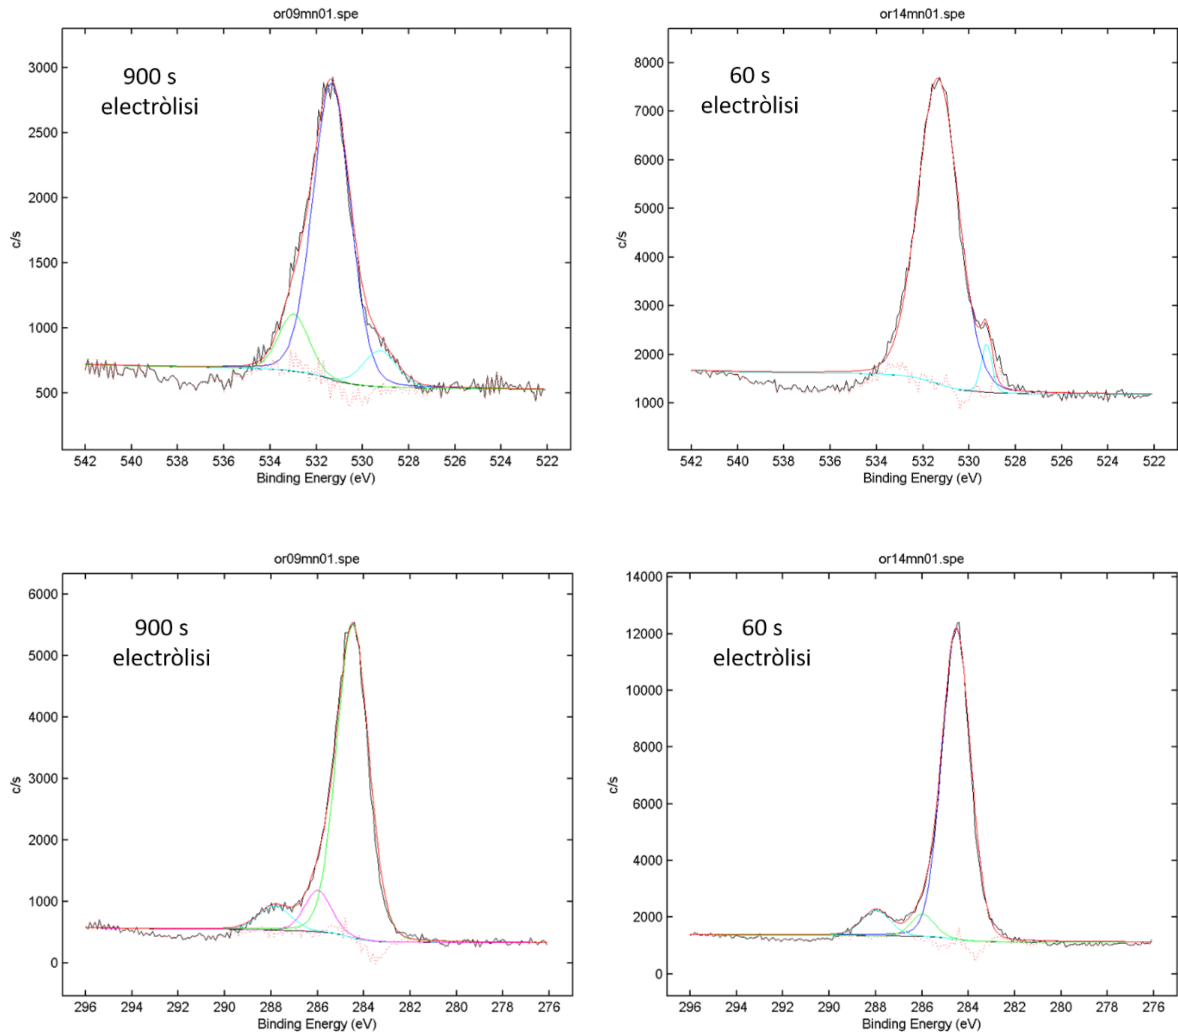 or09mn01.spe
900 s
electròlisi
c/s
3000
2500
2000
1500
1000
500
542 540 538 536 534 532 530 528 526 524 522
Binding Energy (eV)
or14mn01.spe
60 s
electròlisi
c/s
8000
7000
6000
5000
4000
3000
2000
1000
542 540 538 536 534 532 530 528 526 524 522
Binding Energy (eV)
or09mn01.spe
900 s
electròlisi
c/s
6000
5000
4000
3000
2000
1000
0
296 294 292 290 288 286 284 282 280 278 276
Binding Energy (eV)
or14mn01.spe
60 s
electròlisi
c/s
14000
12000
10000
8000
6000
4000
2000
0
296 294 292 290 288 286 284 282 280 278 276
Binding Energy (eV)